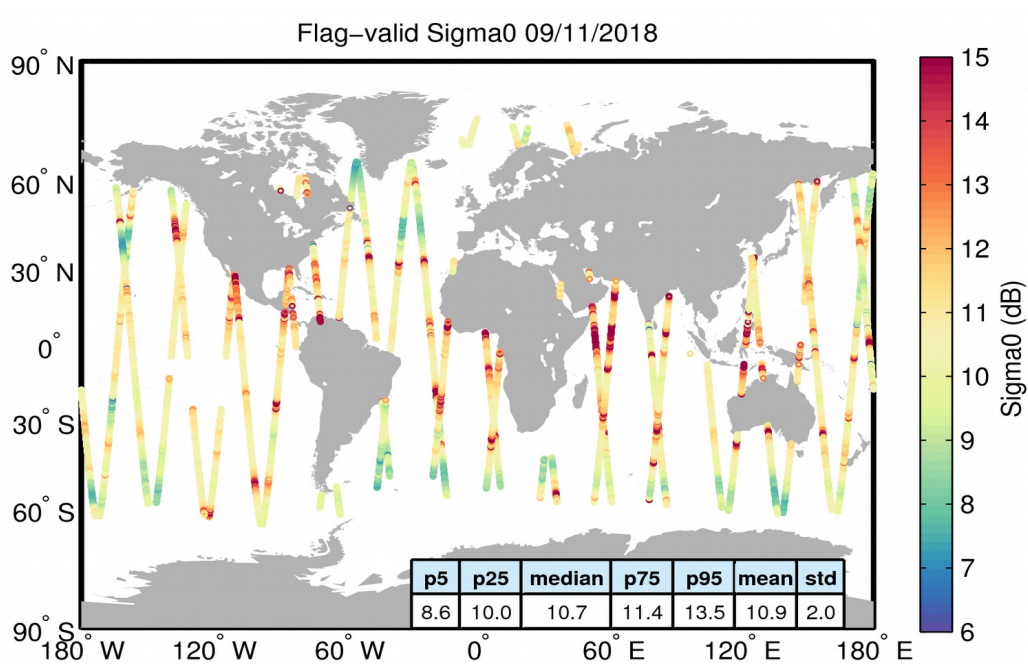 Flag-valid Sigma0 09/11/2018
90° N
60° N
30° N
0°
30° S
60° S
90° S
180° W 120° W 60° W 0° 60° E 120° E 180° E
p5 p25 median p75 p95 mean std
8.6 10.0 10.7 11.4 13.5 10.9 2.0
15
14
13
12
11
10
9
8
7
6
Sigma0 (dB)